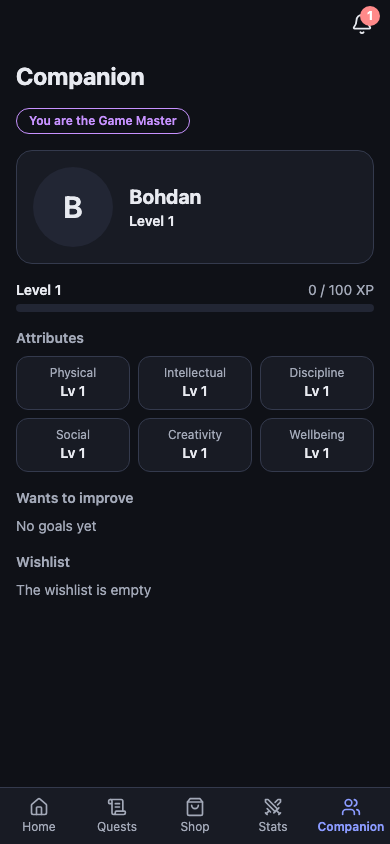 1
Companion
You are the Game Master
B
Bohdan
Level 1
Level 1 0 / 100 XP
Attributes
Physical Intellectual Discipline
Lv 1 Lv 1 Lv 1
Social Creativity Wellbeing
Lv 1 Lv 1 Lv 1
Wants to improve
No goals yet
Wishlist
The wishlist is empty
Home Quests Shop Stats Companion